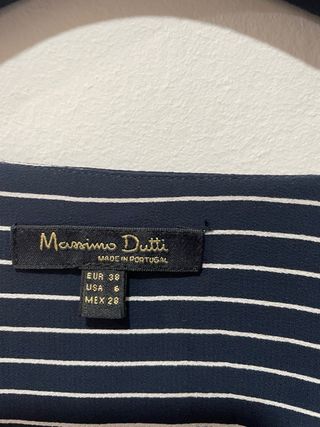 Massimo Dutti
MADE IN PORTUGAL
EUR 38
USA 6
MEX 28